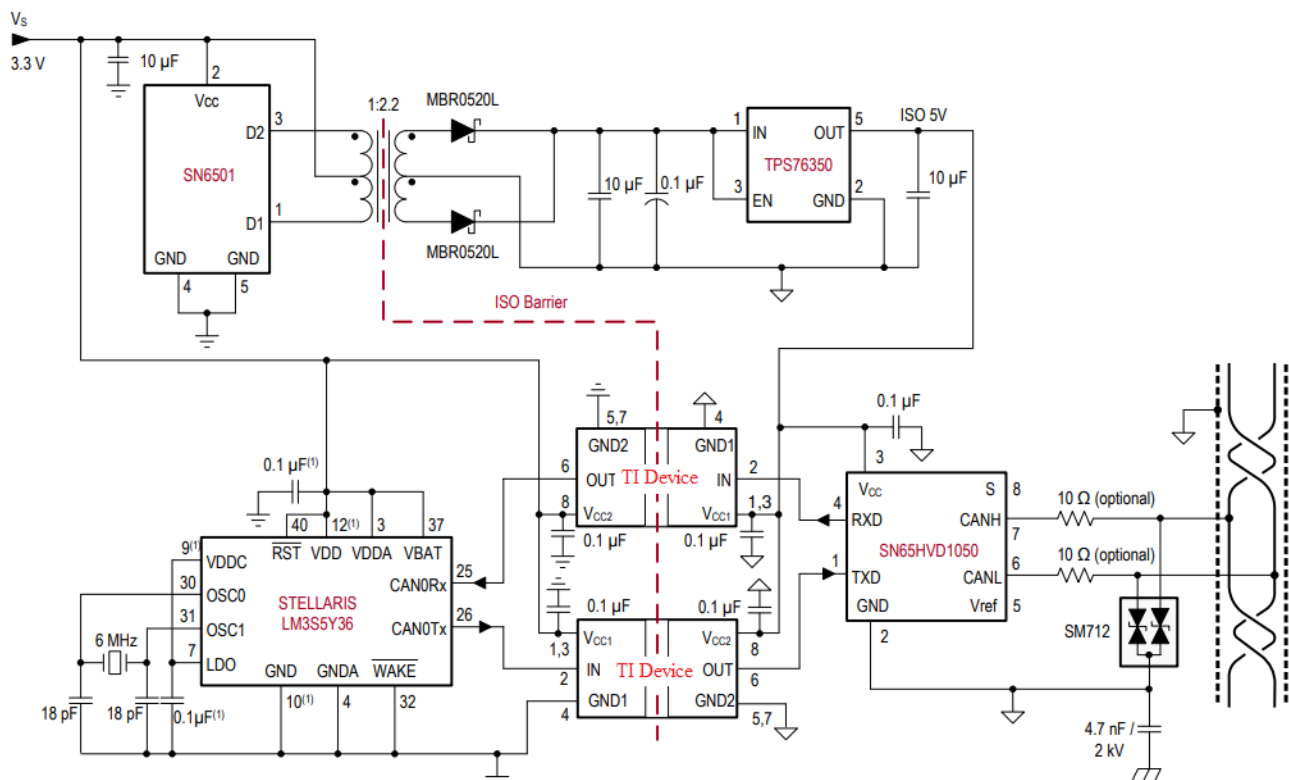 VS
3.3 V
10 µF
2
Vcc
D2
3
SN6501
D1
1
GND
GND
4
5
1:2.2
MBR0520L
MBR0520L
10 µF
0.1 µF
1
IN
OUT
5
TPS76350
3
EN
GND
2
ISO 5V
10 µF
ISO Barrier
5,7
GND2
6
OUT
8
VCC2
0.1 µF
TI Device
4
GND1
IN
2
VCC1
1,3
0.1 µF
0.1 µF(1)
40
12(1)
3
37
RST
VDD
VDDA
VBAT
9(1)
VDDC
30
OSC0
31
OSC1
7
LDO
STELLARIS
LM3S5Y36
CAN0Rx
25
CAN0Tx
26
GND
GNDA
WAKE
10(1)
4
32
6 MHz
18 pF
18 pF
0.1µF(1)
0.1 µF
1,3
VCC1
2
IN
4
GND1
TI Device
0.1 µF
VCC2
8
OUT
6
GND2
5,7
0.1 µF
3
VCC
S
8
4
RXD
CANH
7
SN65HVD1050
1
TXD
CANL
6
GND
Vref
5
2
10 Ω (optional)
10 Ω (optional)
SM712
4.7 nF /
2 kV